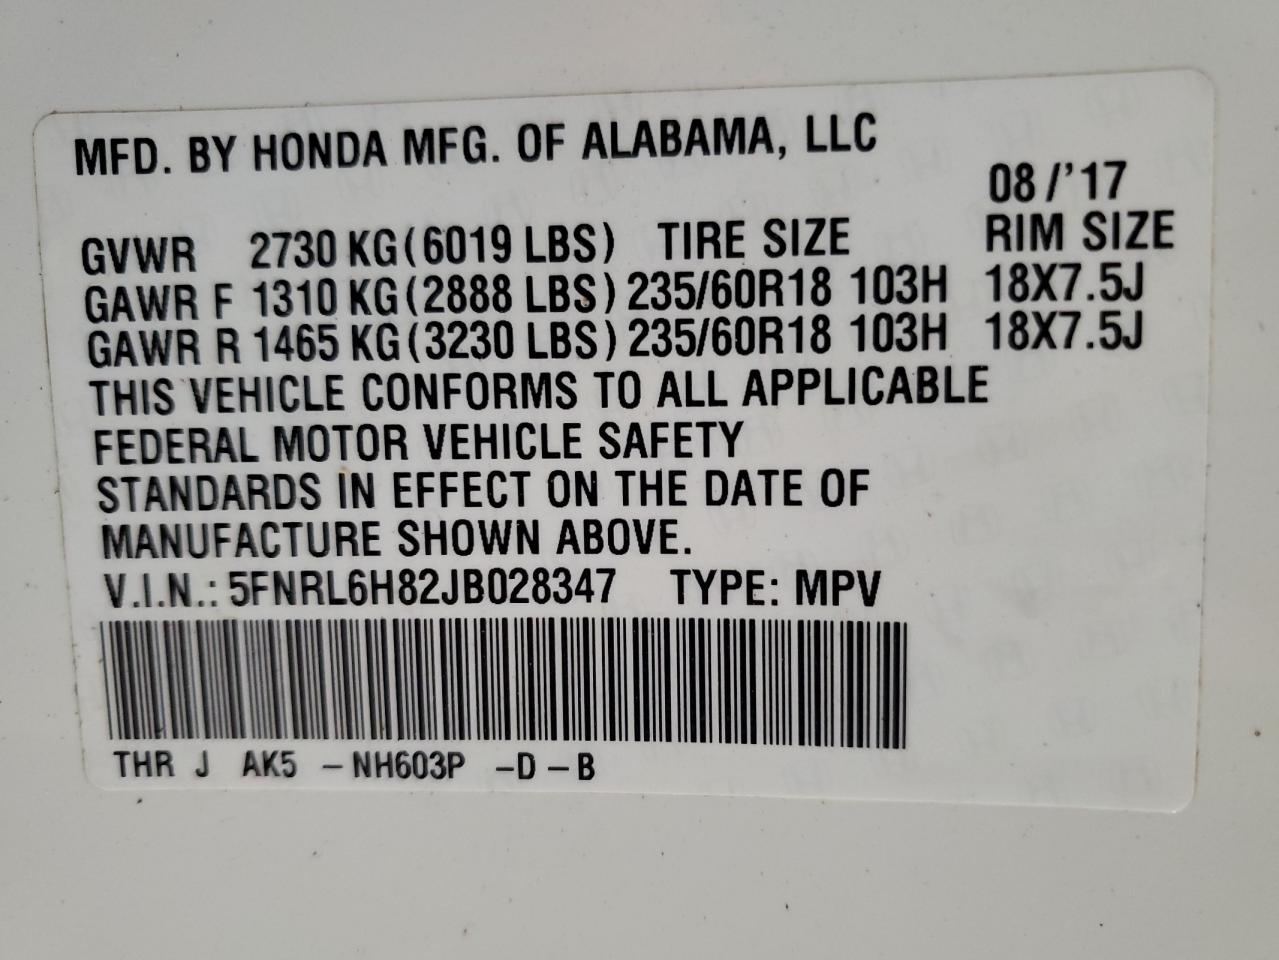 MFD. BY HONDA MFG. OF ALABAMA, LLC
08/'17
GVWR 2730 KG(6019 LBS) TIRE SIZE RIM SIZE
GAWR F 1310 KG(2888 LBS) 235/60R18 103H 18X7.5J
GAWR R 1465 KG(3230 LBS) 235/60R18 103H 18X7.5J
THIS VEHICLE CONFORMS TO ALL APPLICABLE
FEDERAL MOTOR VEHICLE SAFETY
STANDARDS IN EFFECT ON THE DATE OF
MANUFACTURE SHOWN ABOVE.
V.I.N.: 5FNRL6H82JB028347 TYPE: MPV
THR J AK5 -NH603P -D-B